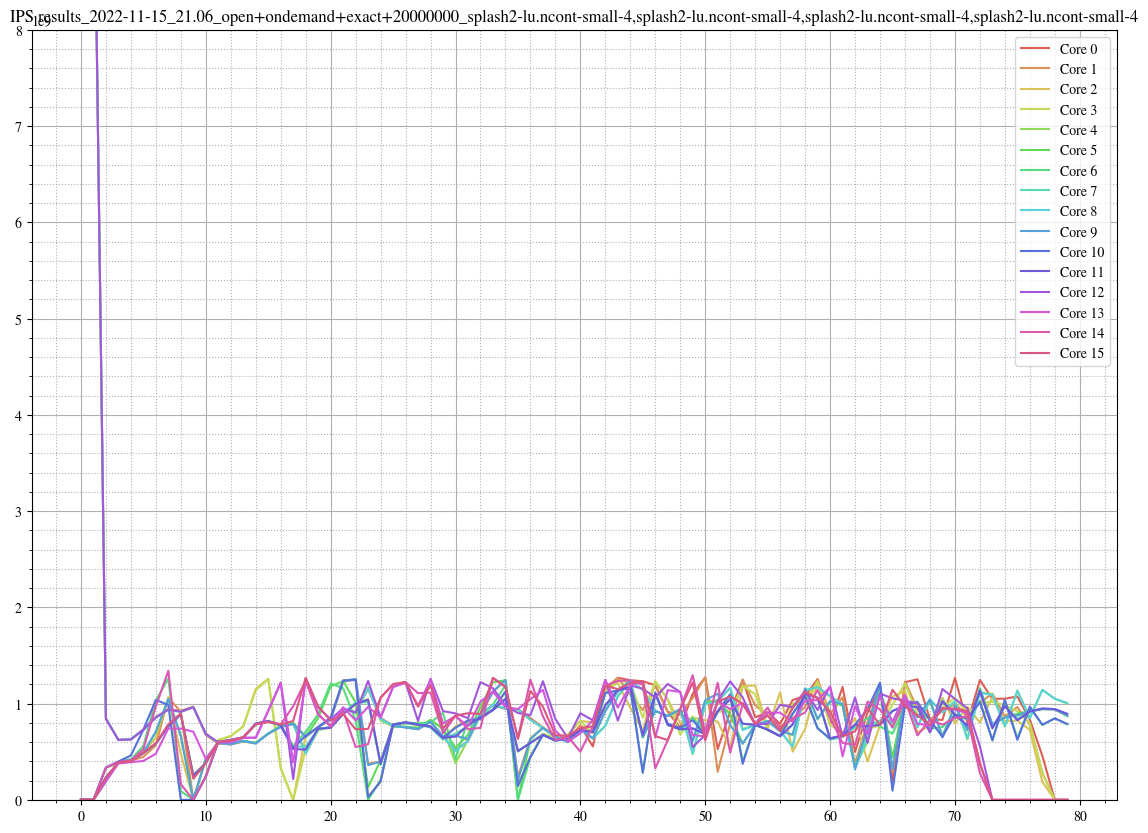 IPS_results_2022-11-15_21.06_open+ondemand+exact+20000000_splash2-lu.ncont-small-4,splash2-lu.ncont-small-4,splash2-lu.ncont-small-4,splash2-lu.ncont-small-4
1e9
8
7
6
5
4
3
2
1
0
0 10 20 30 40 50 60 70 80
Core 0
Core 1
Core 2
Core 3
Core 4
Core 5
Core 6
Core 7
Core 8
Core 9
Core 10
Core 11
Core 12
Core 13
Core 14
Core 15